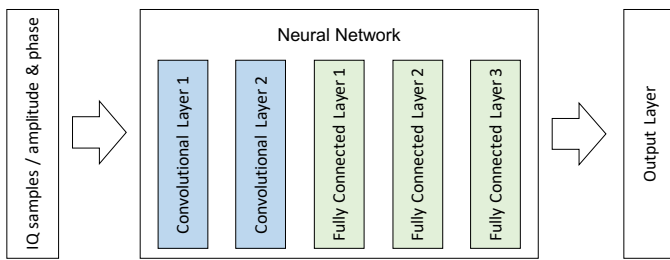 IQ samples / amplitude & phase
Neural Network
Convolutional Layer 1
Convolutional Layer 2
Fully Connected Layer 1
Fully Connected Layer 2
Fully Connected Layer 3
Output Layer